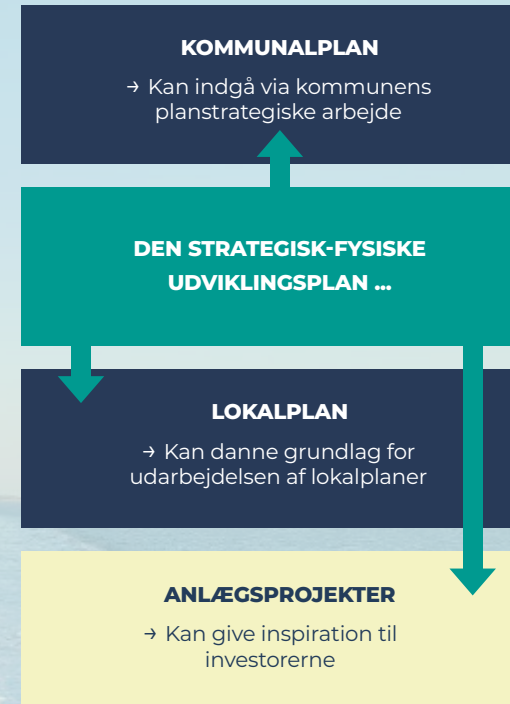 KOMMUNALPLAN
→ Kan indgå via kommunens
planstrategiske arbejde
DEN STRATEGISK-FYSISKE
UDVIKLINGSPLAN ...
LOKALPLAN
→ Kan danne grundlag for
udarbejdelsen af lokalplaner
ANLÆGSPROJEKTER
→ Kan give inspiration til
investorerne